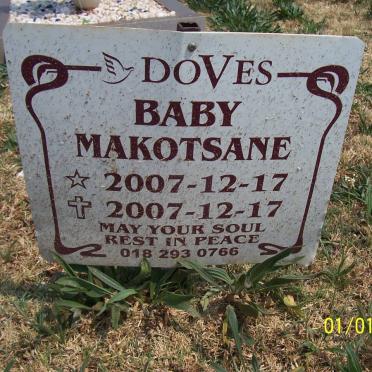 DOVES
BABY
MAKOTSANE
2007-12-17
2007-12-17
MAY YOUR SOUL
REST IN PEACE
018 293 0766
01/01